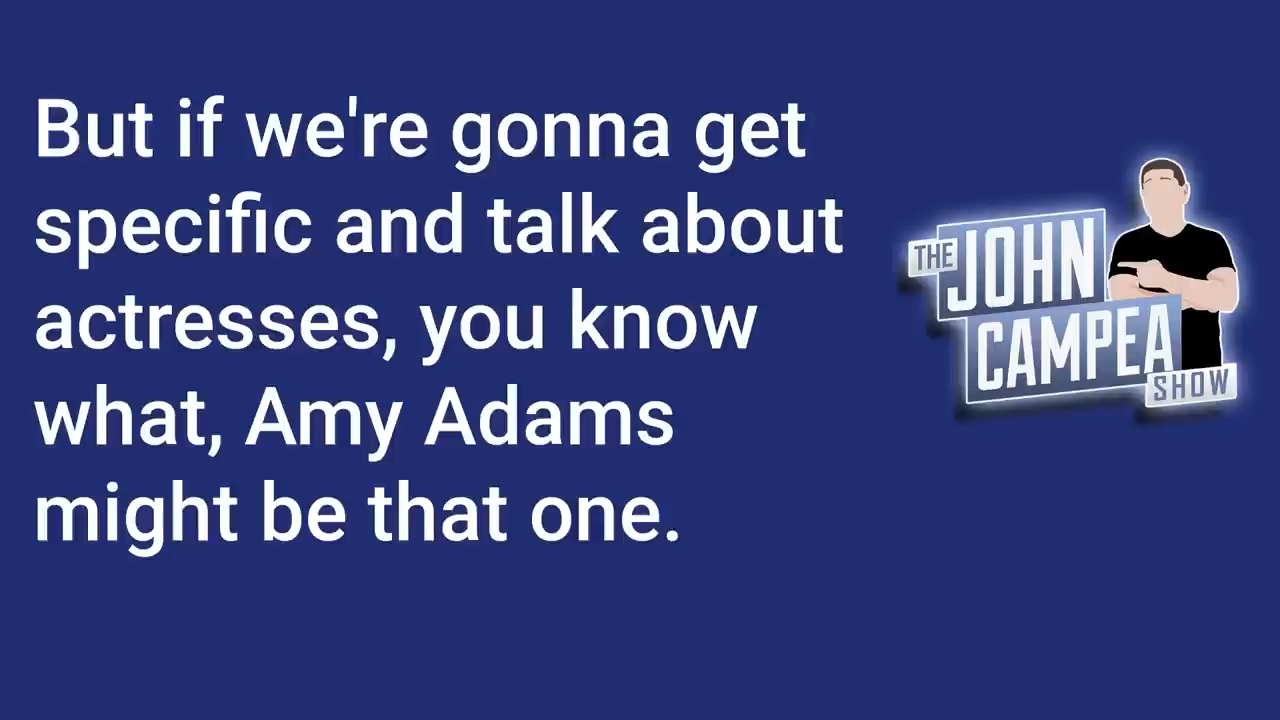 But if we're gonna get
specific and talk about
actresses, you know
what, Amy Adams
might be that one.
THE
JOHN
CAMPEA
SHOW